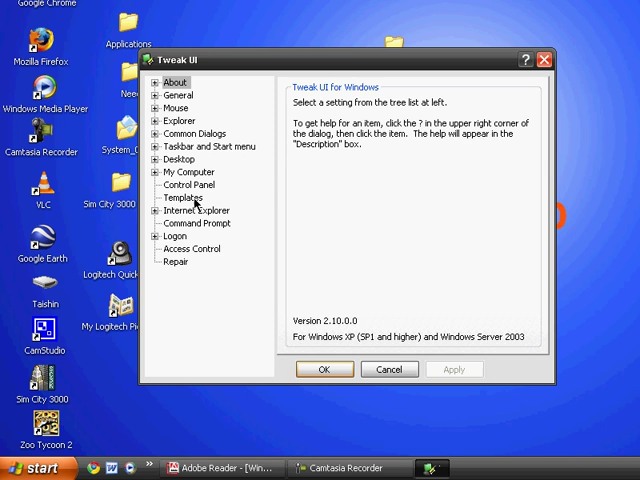 Google Chrome
Mozilla Firefox
Windows Media Player
Camtasia Recorder
VLC
Google Earth
Taishin
CamStudio
Sim City 3000
Zoo Tycoon 2
Applications
Sim City 3000
Tweak UI
About
General
Mouse
Explorer
Common Dialogs
Taskbar and Start menu
Desktop
My Computer
Control Panel
Templates
Internet Explorer
Command Prompt
Logon
Access Control
Repair
Tweak UI for Windows
Select a setting from the tree list at left.
To get help for an item, click the ? in the upper right corner of
the dialog, then click the item. The help will appear in the
"Description" box.
Version 2.10.0.0
For Windows XP (SP1 and higher) and Windows Server 2003
OK
Cancel
Apply
start
Adobe Reader - [Win...
Camtasia Recorder